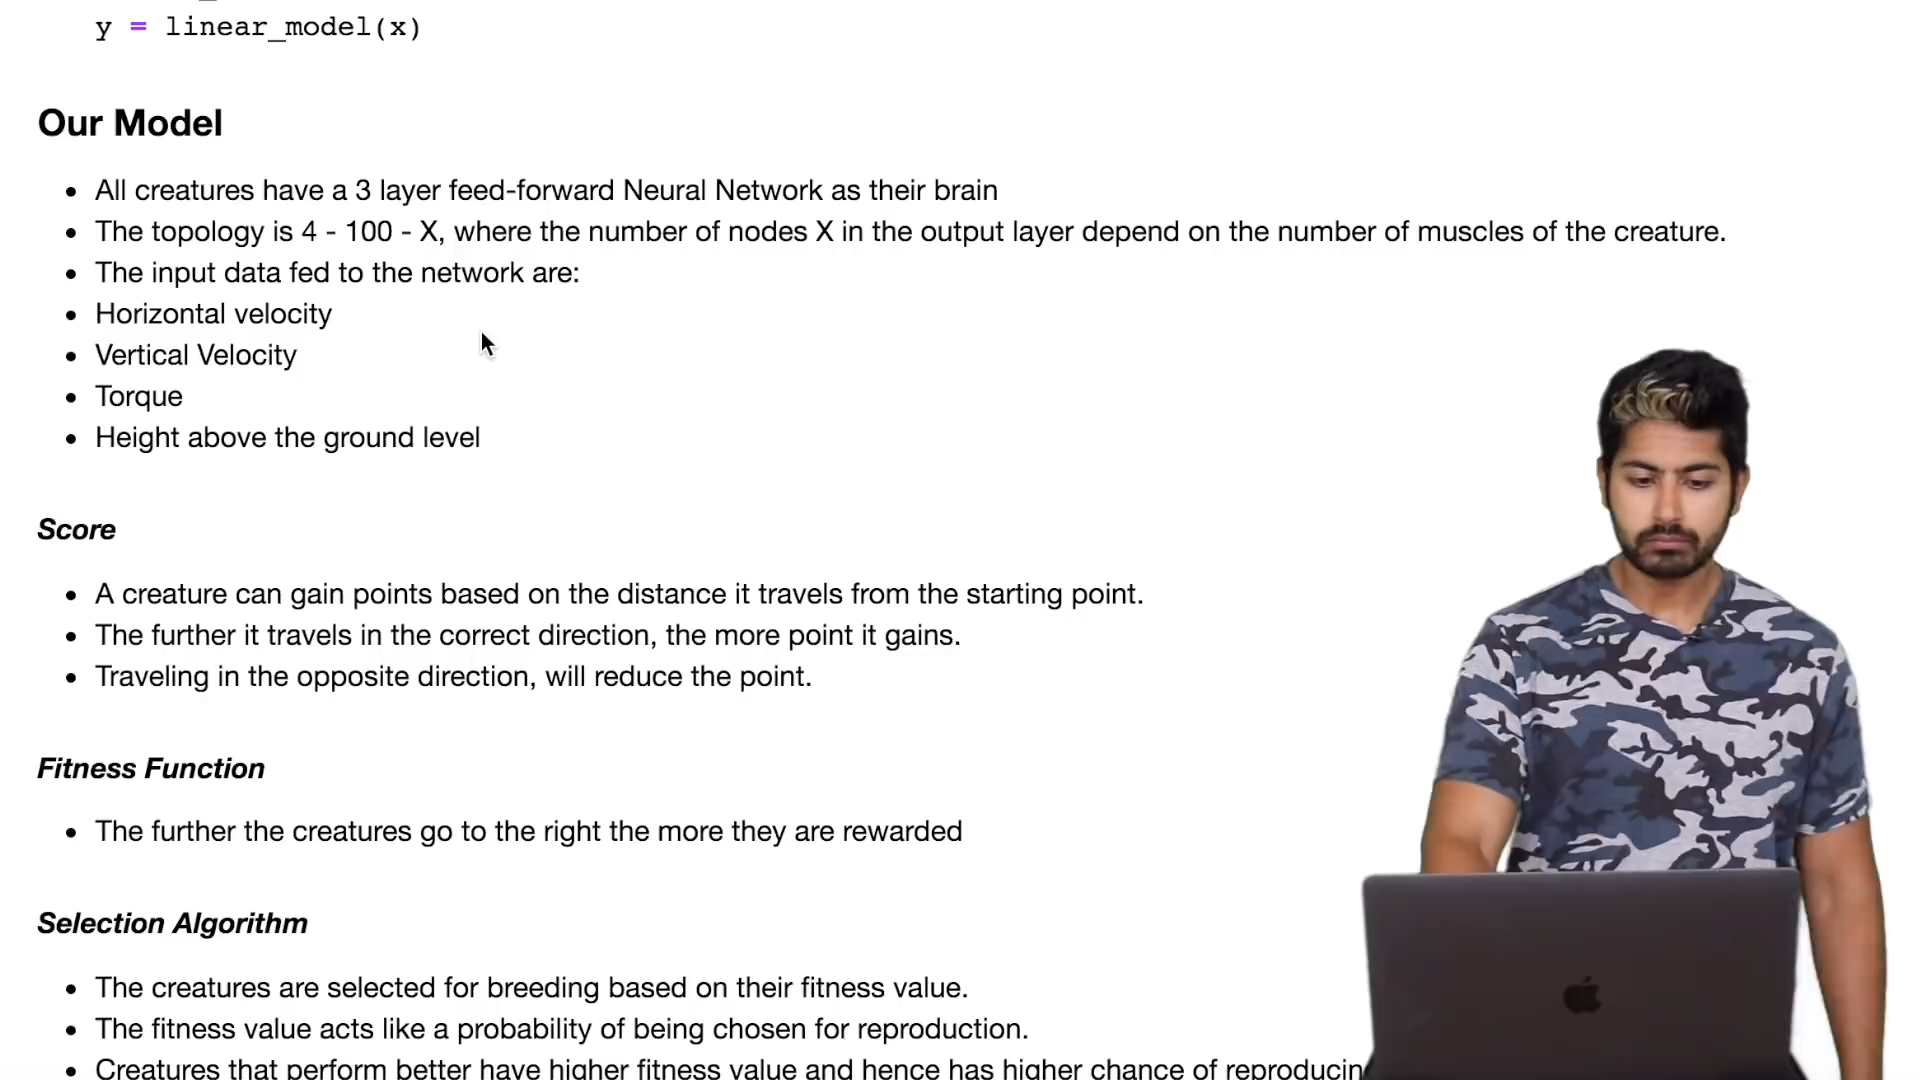 y = linear_model(x)
Our Model
All creatures have a 3 layer feed-forward Neural Network as their brain
The topology is 4 - 100 - X, where the number of nodes X in the output layer depend on the number of muscles of the creature.
The input data fed to the network are:
Horizontal velocity
Vertical Velocity
Torque
Height above the ground level
Score
A creature can gain points based on the distance it travels from the starting point.
The further it travels in the correct direction, the more point it gains.
Traveling in the opposite direction, will reduce the point.
Fitness Function
The further the creatures go to the right the more they are rewarded
Selection Algorithm
The creatures are selected for breeding based on their fitness value.
The fitness value acts like a probability of being chosen for reproduction.
Creatures that perform better have higher fitness value and hence has higher chance of reproducin